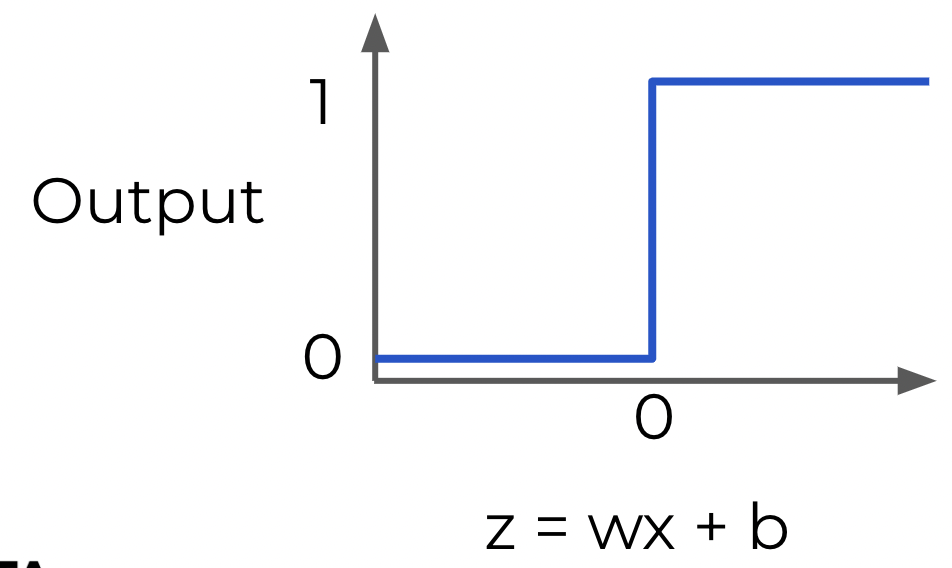 1
Output
0
0
z = wx + b